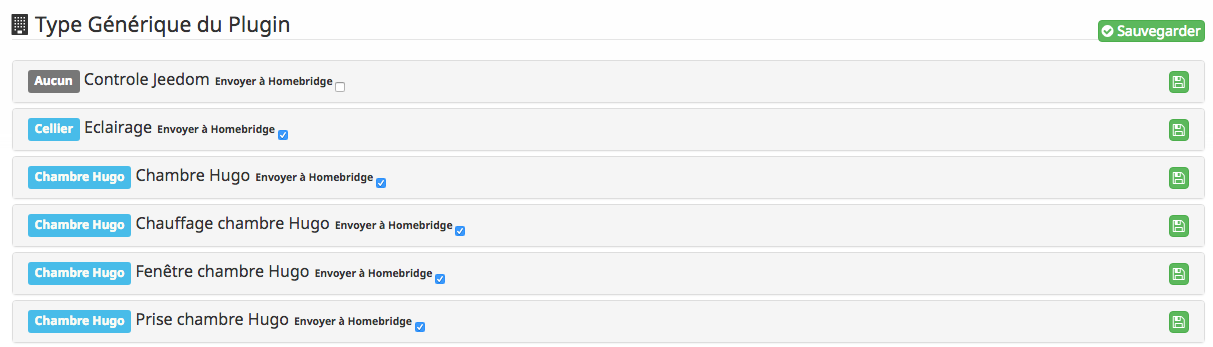 Type Générique du Plugin
Sauvegarder
Aucun Controle Jeedom Envoyer à Homebridge
Cellier Eclairage Envoyer à Homebridge
Chambre Hugo Chambre Hugo Envoyer à Homebridge
Chambre Hugo Chauffage chambre Hugo Envoyer à Homebridge
Chambre Hugo Fenêtre chambre Hugo Envoyer à Homebridge
Chambre Hugo Prise chambre Hugo Envoyer à Homebridge